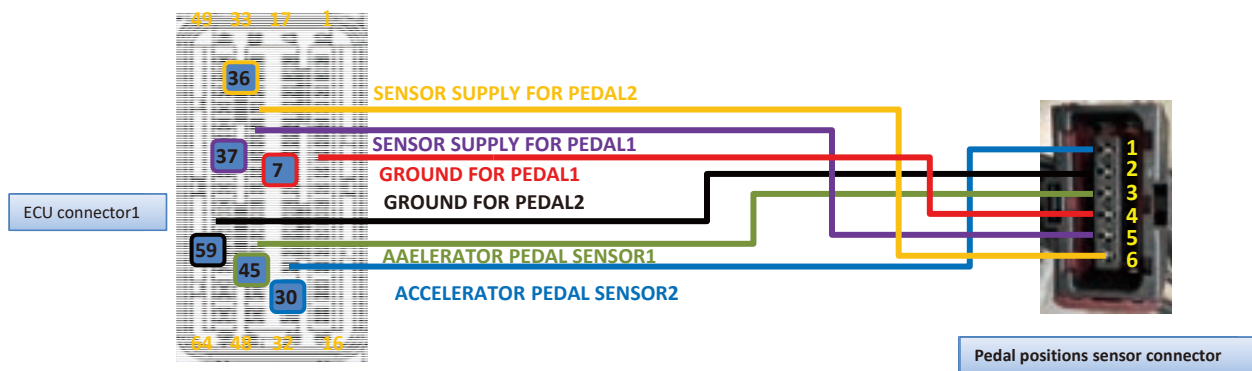 49 33 17 1
36
SENSOR SUPPLY FOR PEDAL2
37
7
SENSOR SUPPLY FOR PEDAL1
GROUND FOR PEDAL1
GROUND FOR PEDAL2
ECU connector1
59
45
30
AAELERATOR PEDAL SENSOR1
ACCELERATOR PEDAL SENSOR2
64 48 32 16
1
2
3
4
5
6
Pedal positions sensor connector